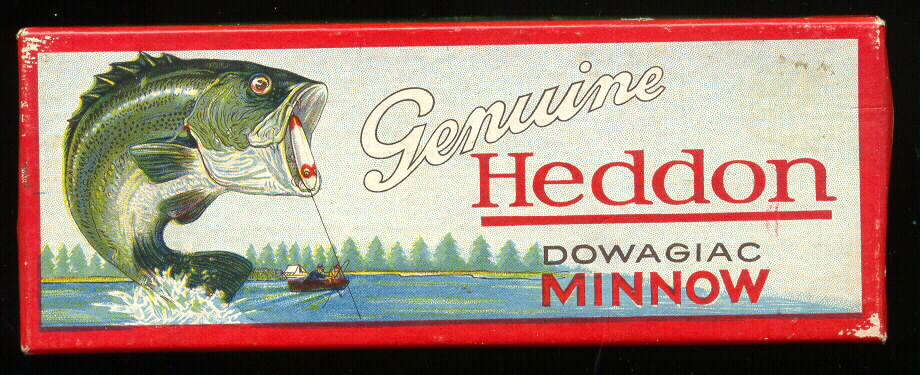 Genuine
Heddon
DOWAGIAC
MINNOW